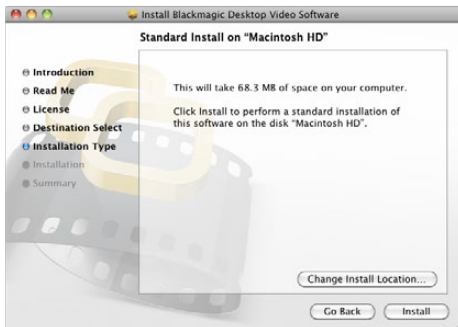 Install Blackmagic Desktop Video Software
Standard Install on “Macintosh HD”
Introduction
Read Me
License
Destination Select
Installation Type
Installation
Summary
This will take 68.3 MB of space on your computer.
Click Install to perform a standard installation of
this software on the disk “Macintosh HD”.
Change Install Location...
Go Back
Install